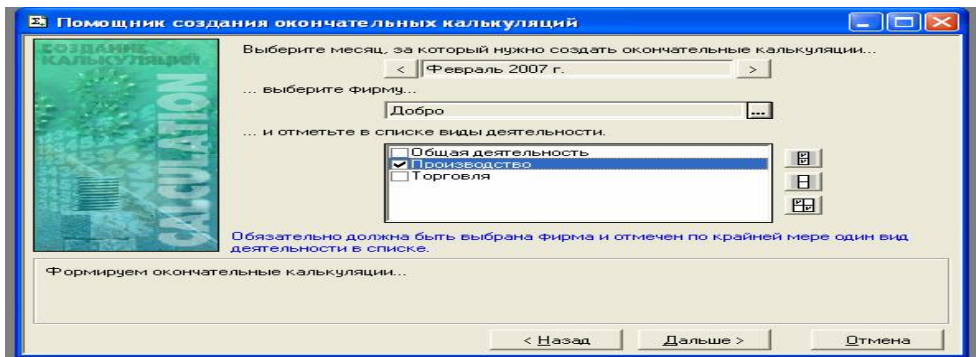 Помощник создания окончательных калькуляций
СОЗДАНИЕ
КАЛЬКУЛЯЦИЙ
CALCULATION
Выберите месяц, за который нужно создать окончательные калькуляции...
< Февраль 2007 г. >
... выберите фирму...
Добро ...
... и отметьте в списке виды деятельности.
Общая деятельность
Производство
Торговля
Обязательно должна быть выбрана фирма и отмечен по крайней мере один вид
деятельности в списке.
Формируем окончательные калькуляции...
< Назад Дальше > Отмена